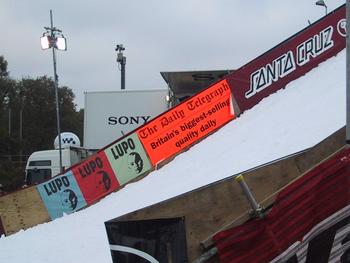 SANTA CRUZ
SONY
The Daily Telegraph
Britain's biggest-selling
quality daily
LUPO
LUPO
LUPO